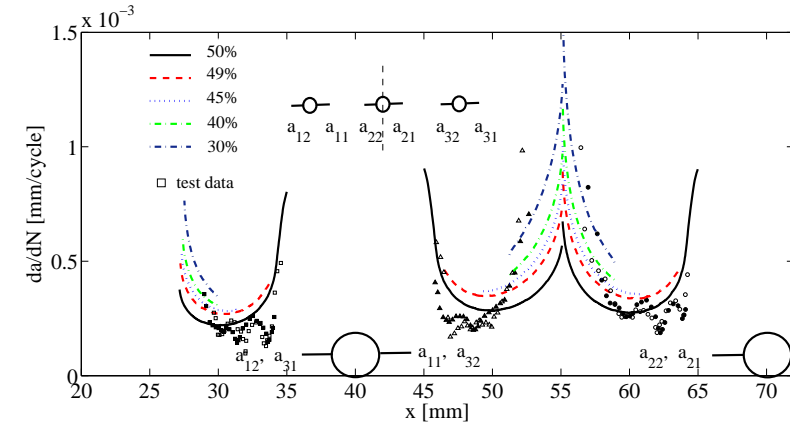 x 10⁻³
1.5
1
0.5
0
da/dN [mm/cycle]
50%
49%
45%
40%
30%
test data
a₁₂ a₁₁ a₂₂ a₂₁ a₃₂ a₃₁
a₁₂, a₃₁
a₁₁, a₃₂
a₂₂, a₂₁
20 25 30 35 40 45 50 55 60 65 70
x [mm]